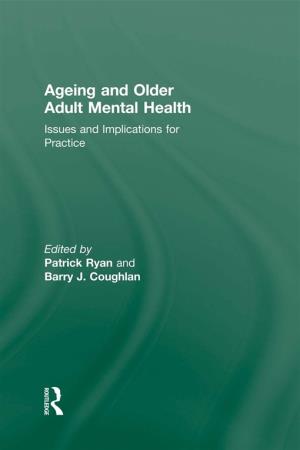 Ageing and Older
Adult Mental Health
Issues and Implications for
Practice
Edited by
Patrick Ryan and
Barry J. Coughlan
ROUTLEDGE